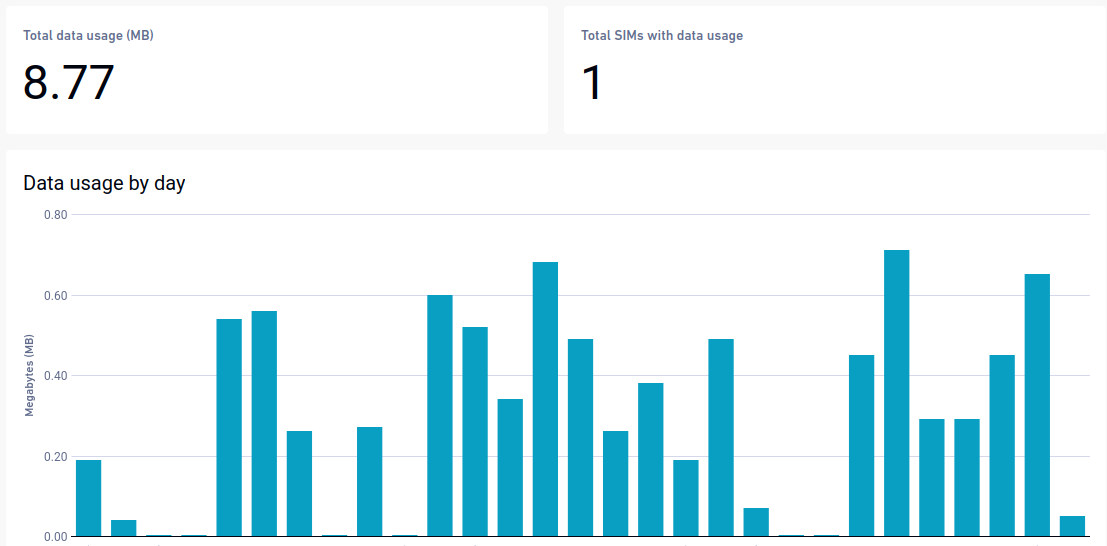 Total data usage (MB)
8.77
Total SIMs with data usage
1
Data usage by day
0.80
0.60
0.40
0.20
0.00
Megabytes (MB)